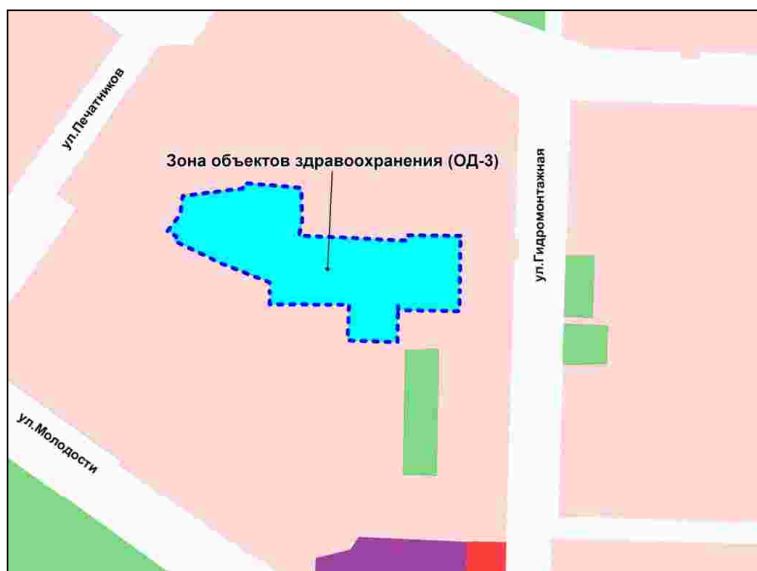 ул.Печатников
Зона объектов здравоохранения (ОД-3)
ул.Гидромонтажная
ул.Молодости